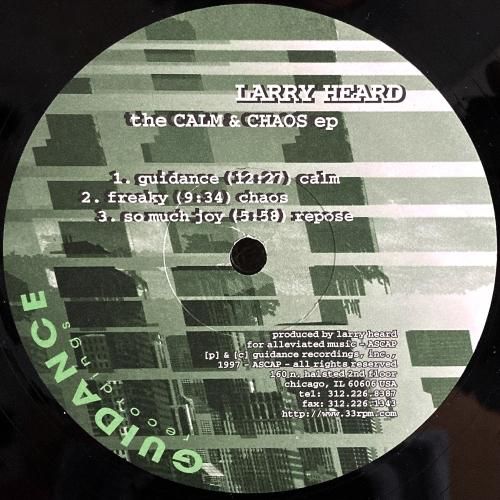 LARRY HEARD
the CALM & CHAOS ep
1. guidance (12:27) calm
2. freaky (9:34) chaos
3. so much joy (5:58) repose
produced by larry heard
for alleviated music - ASCAP
[p] & [c] guidance recordings, inc.,
1997 - ASCAP - all rights reserved
160 n. halsted 2nd floor
chicago, IL 60606 USA
tel: 312.226.8387
fax: 312.226.1343
http://www.33rpm.com
GUIDANCE
recordings